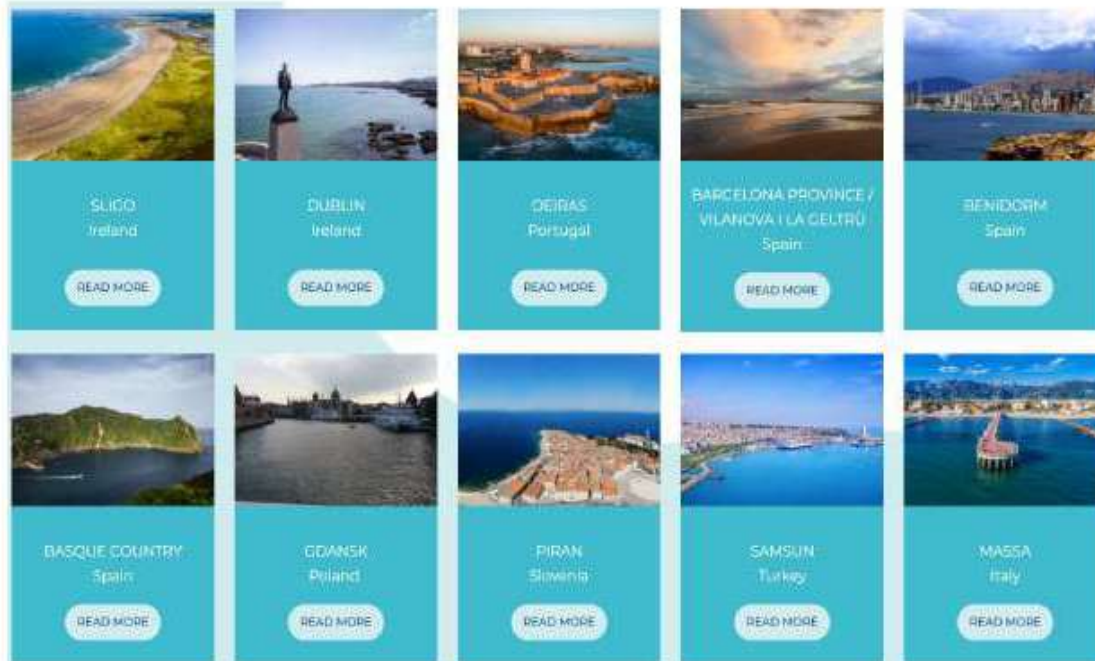 SLIGO
Ireland
READ MORE
DUBLIN
Ireland
READ MORE
OEIRAS
Portugal
READ MORE
BARCELONA PROVINCE /
VILANOVA I LA GELTRÚ
Spain
READ MORE
BENIDORM
Spain
READ MORE
BASQUE COUNTRY
Spain
READ MORE
GDANSK
Poland
READ MORE
PIRAN
Slovenia
READ MORE
SAMSUN
Turkey
READ MORE
MASSA
Italy
READ MORE